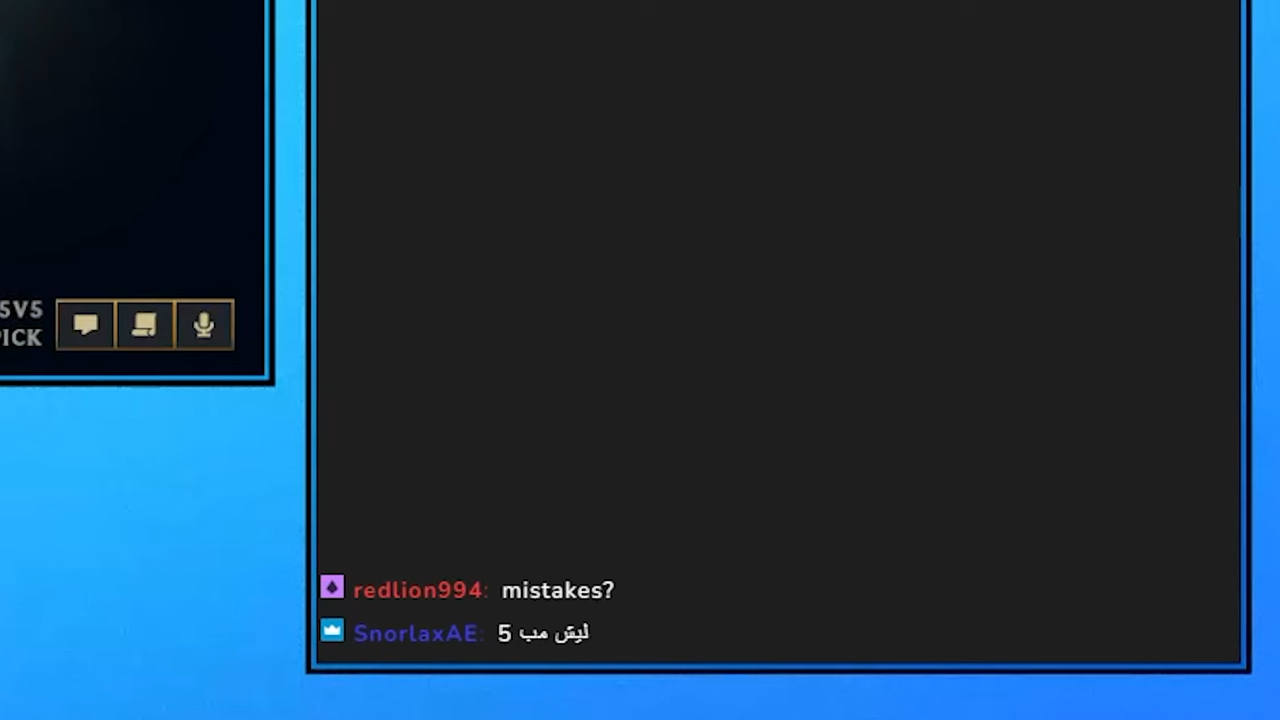 5V5
PICK
redlion994: mistakes?
SnorlaxAE: ليش مب 5